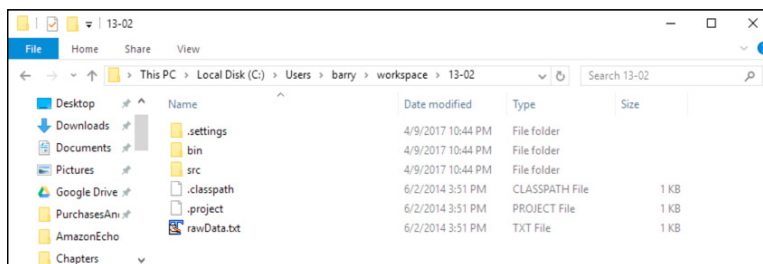 13-02
File Home Share View
This PC > Local Disk (C:) > Users > barry > workspace > 13-02 Search 13-02
Name Date modified Type Size
Desktop
Downloads
Documents
Pictures
Google Drive
PurchasesAn
AmazonEcho
Chapters
.settings 4/9/2017 10:44 PM File folder
bin 4/9/2017 10:44 PM File folder
src 4/9/2017 10:44 PM File folder
.classpath 6/2/2014 3:51 PM CLASSPATH File 1 KB
.project 6/2/2014 3:51 PM PROJECT File 1 KB
rawData.txt 6/2/2014 3:51 PM TXT File 1 KB